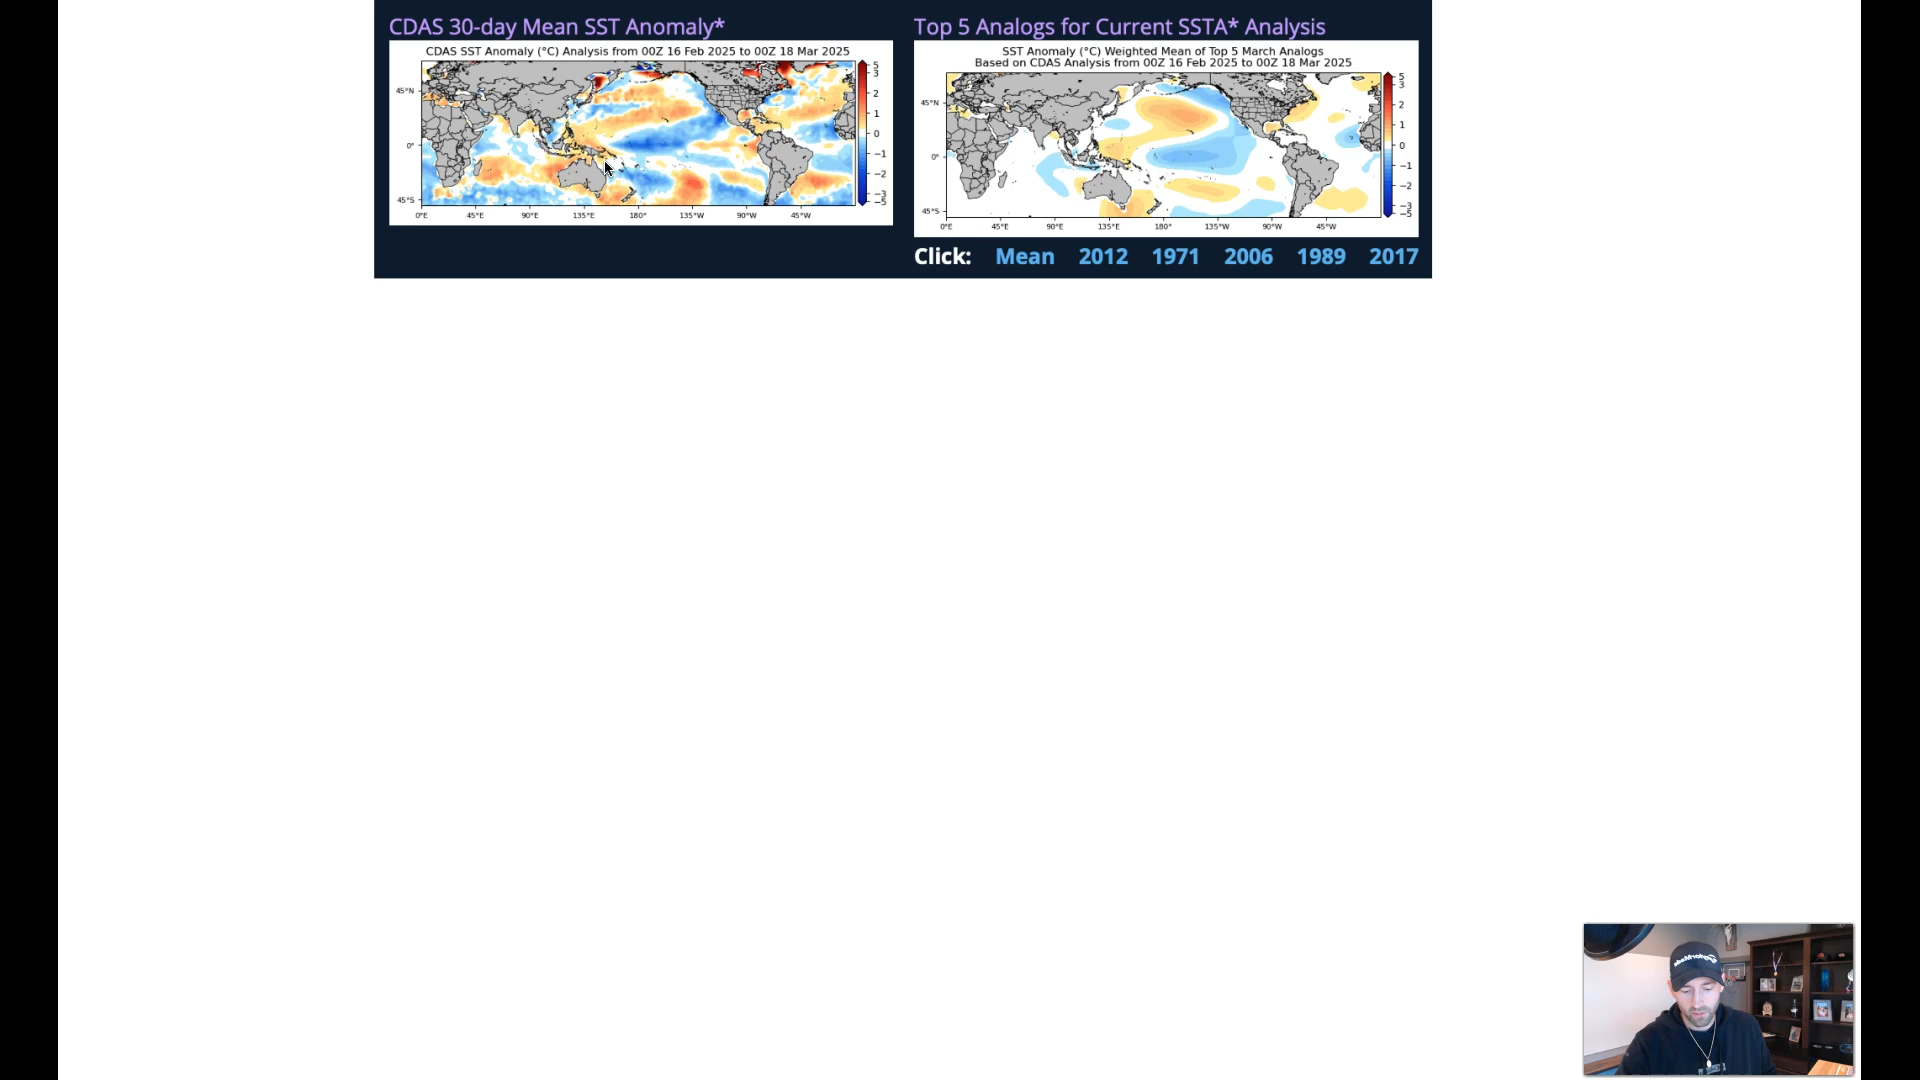 CDAS 30-day Mean SST Anomaly*
CDAS SST Anomaly (°C) Analysis from 00Z 16 Feb 2025 to 00Z 18 Mar 2025
45°N
0°
45°S
0°E 45°E 90°E 135°E 180° 135°W 90°W 45°W
5
3
2
1
0
−1
−2
−3
−5
Top 5 Analogs for Current SSTA* Analysis
SST Anomaly (°C) Weighted Mean of Top 5 March Analogs
Based on CDAS Analysis from 00Z 16 Feb 2025 to 00Z 18 Mar 2025
45°N
0°
45°S
0°E 45°E 90°E 135°E 180° 135°W 90°W 45°W
5
3
2
1
0
−1
−2
−3
−5
Click: Mean 2012 1971 2006 1989 2017